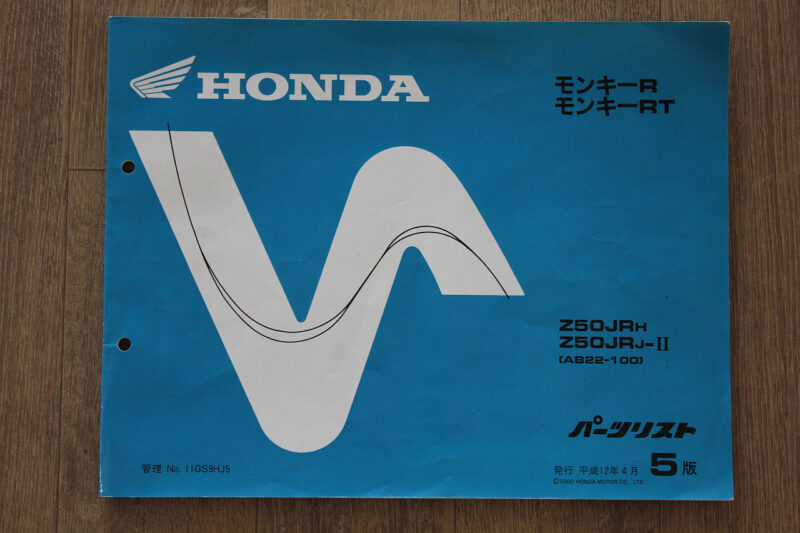 HONDA
モンキーR
モンキーRT
Z50JRH
Z50JRJ-II
(AB22-100)
パーツリスト
管理 No. 11GS9HJ5
発行 平成12年4月 5版
© 2000 HONDA MOTOR CO. LTD.